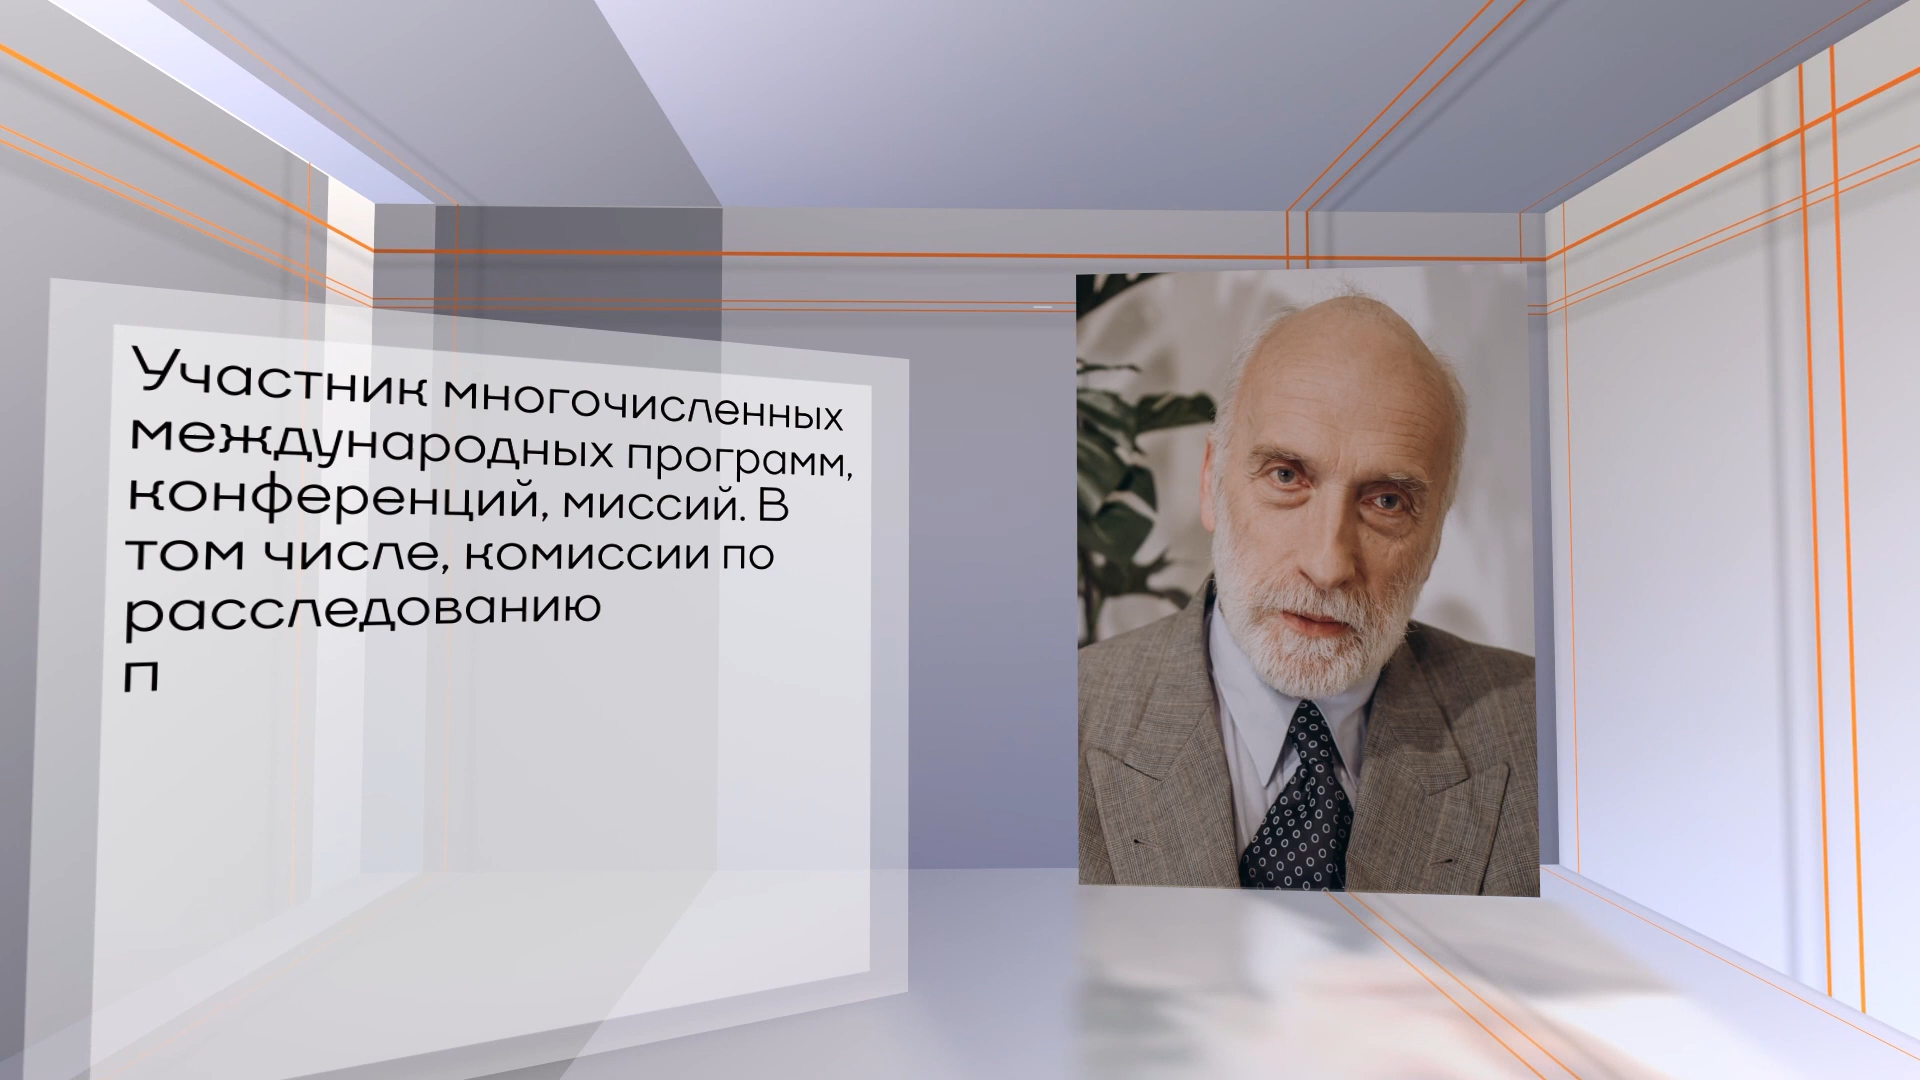 Участник многочисленных
международных программ,
конференций, миссий. В
том числе, комиссии по
расследованию
п